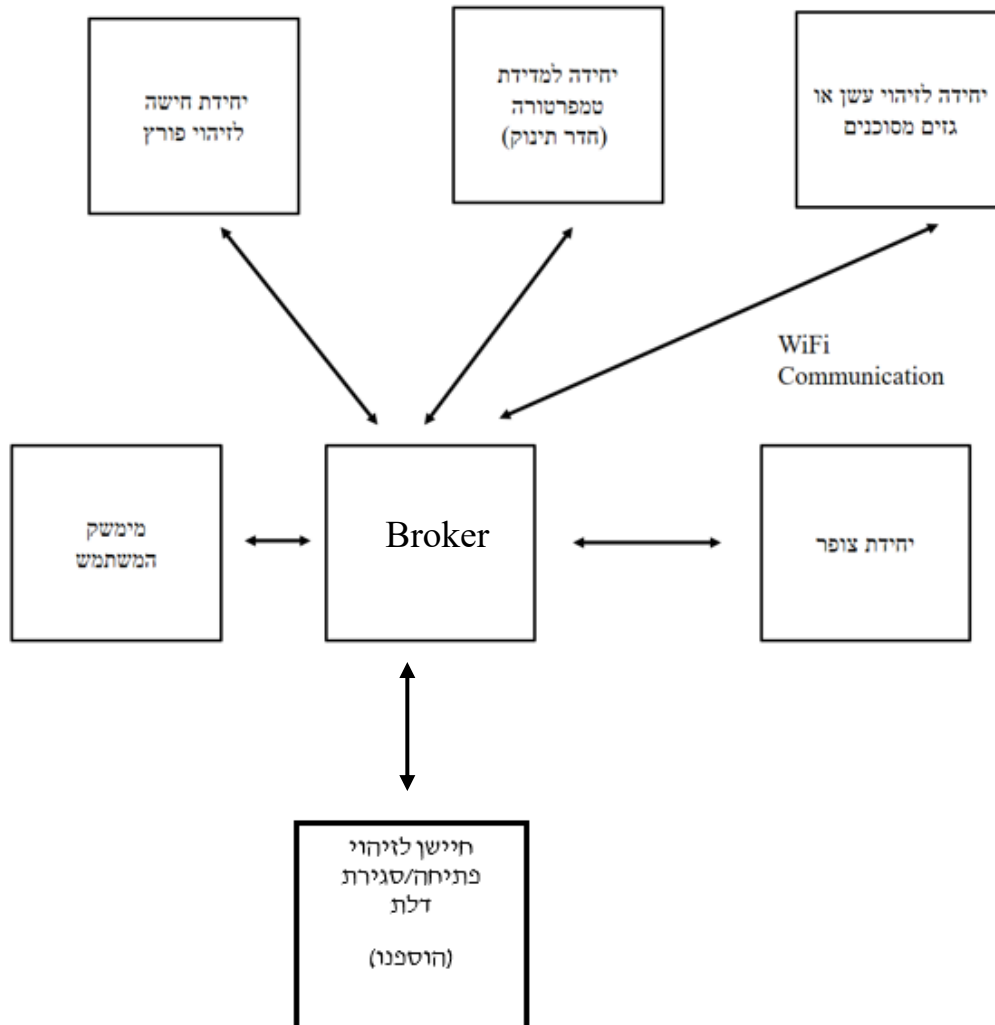 יחידת חישה
לזיהוי פורץ
יחידה למדידת
טמפרטורה
(חדר תינוק)
יחידה לזיהוי עשן או
גזים מסוכנים
WiFi
Communication
מימשק
המשתמש
Broker
יחידת צופר
חיישן לזיהוי
פתיחה/סגירת
דלת
(הוספנו)